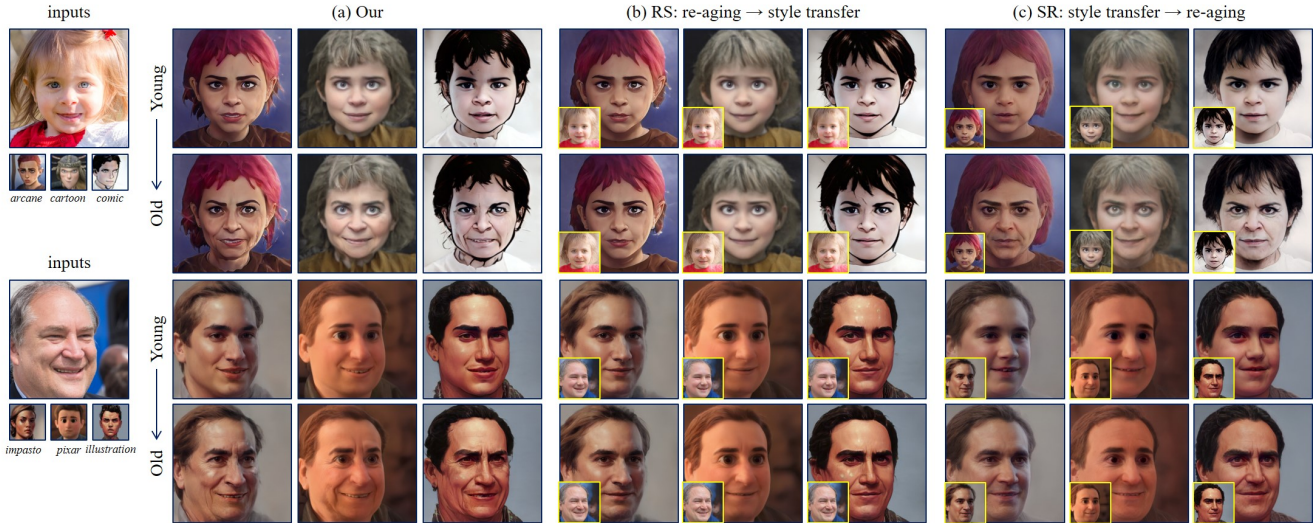 inputs
(a) Our
(b) RS: re-aging → style transfer
(c) SR: style transfer → re-aging
Young
Old
arcane cartoon comic
inputs
Young
Old
impasto pixar illustration